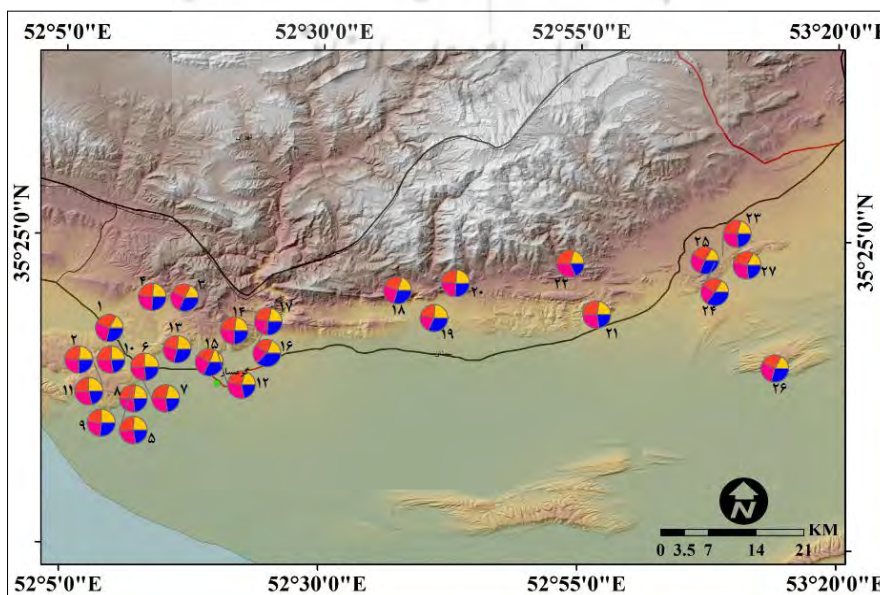 52°5'0"E 52°30'0"E 52°55'0"E 53°20'0"E
35°25'0"N 35°25'0"N
۲۳
۲۵
۲۲ ۲۷
۴ ۳ ۱۸ ۲۰ ۲۴
۱ ۱۴ ۱۷ ۱۹ ۲۱
۲ ۱۰ ۶ ۱۳ ۱۵ ۱۶
گرمسار
۱۱ ۸ ۷ ۱۲ ۲۶
۹ ۵
N
KM
0 3.5 7 14 21
52°5'0"E 52°30'0"E 52°55'0"E 53°20'0"E